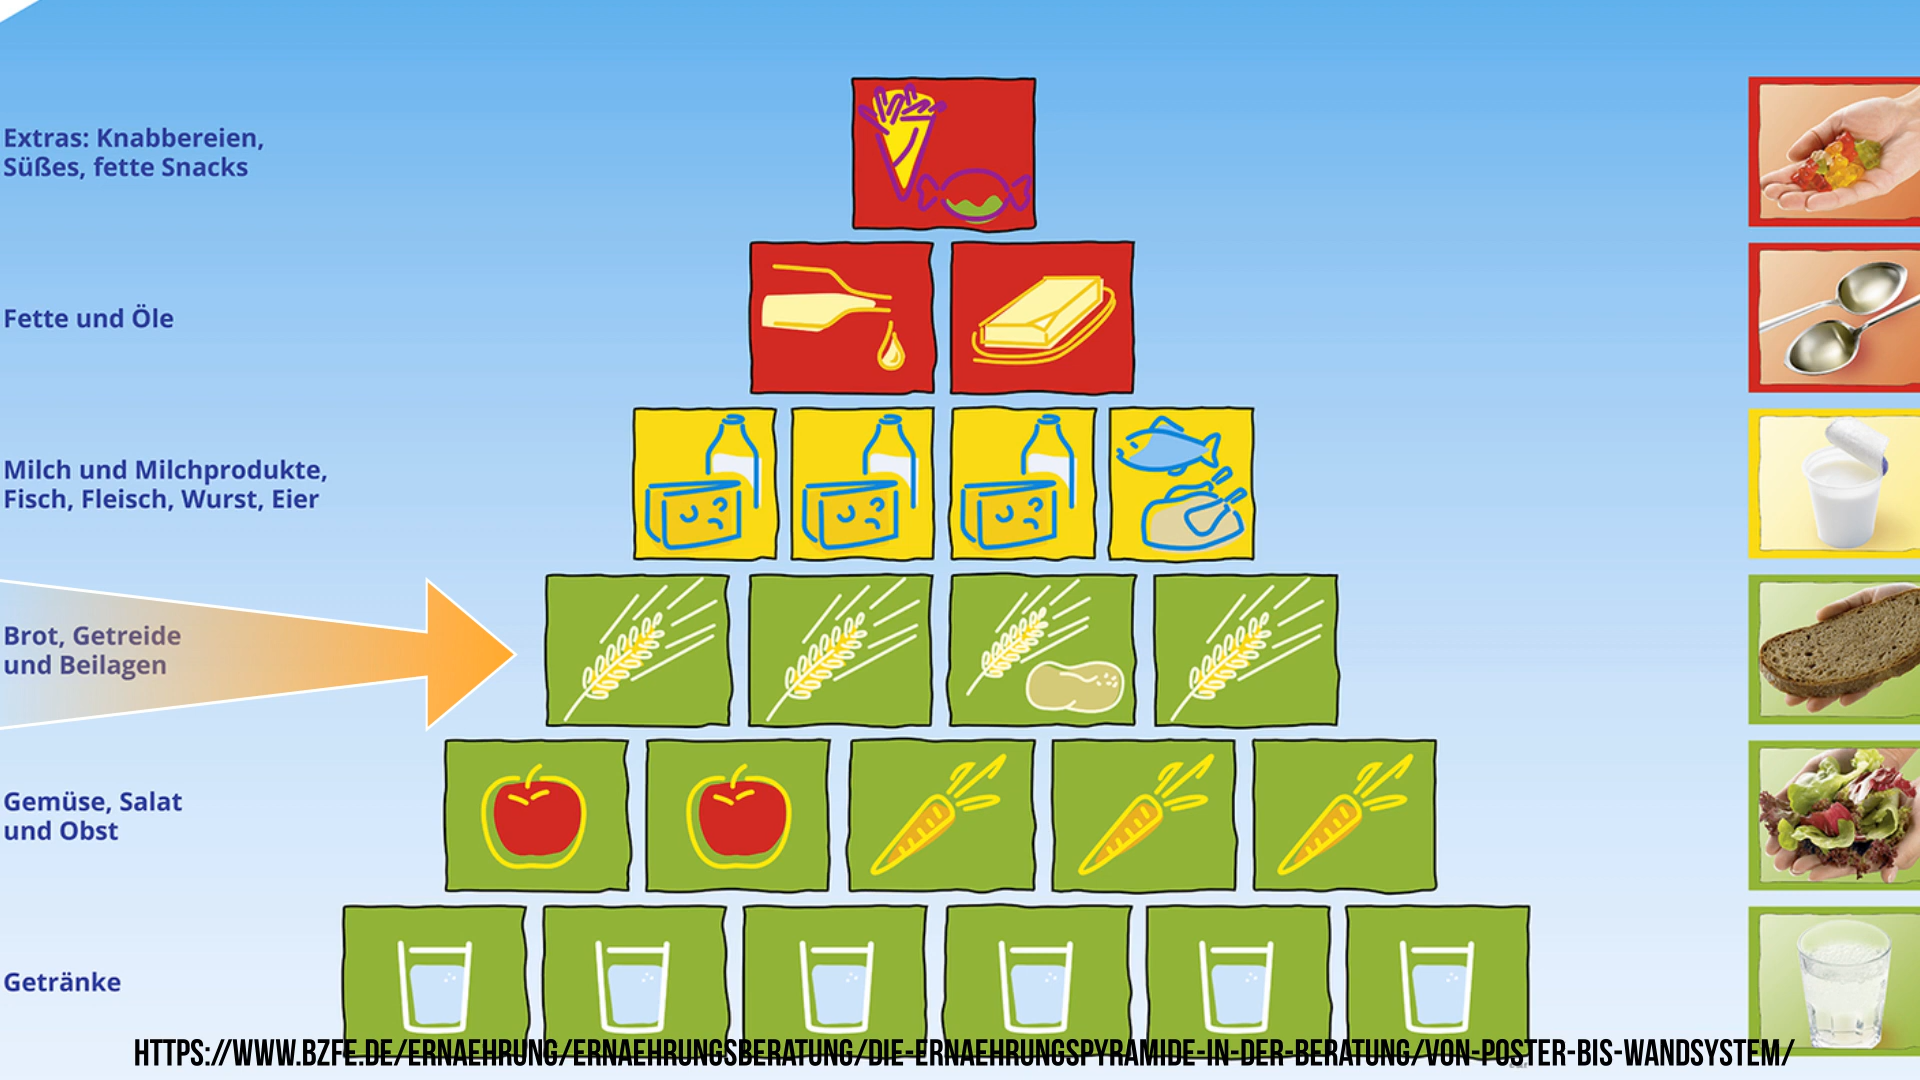 Extras: Knabbereien,
Süßes, fette Snacks
Fette und Öle
Milch und Milchprodukte,
Fisch, Fleisch, Wurst, Eier
Brot, Getreide
und Beilagen
Gemüse, Salat
und Obst
Getränke
HTTPS://WWW.BZFE.DE/ERNAEHRUNG/ERNAEHRUNGSBERATUNG/DIE-ERNAEHRUNGSPYRAMIDE-IN-DER-BERATUNG/VON-POSTER-BIS-WANDSYSTEM/